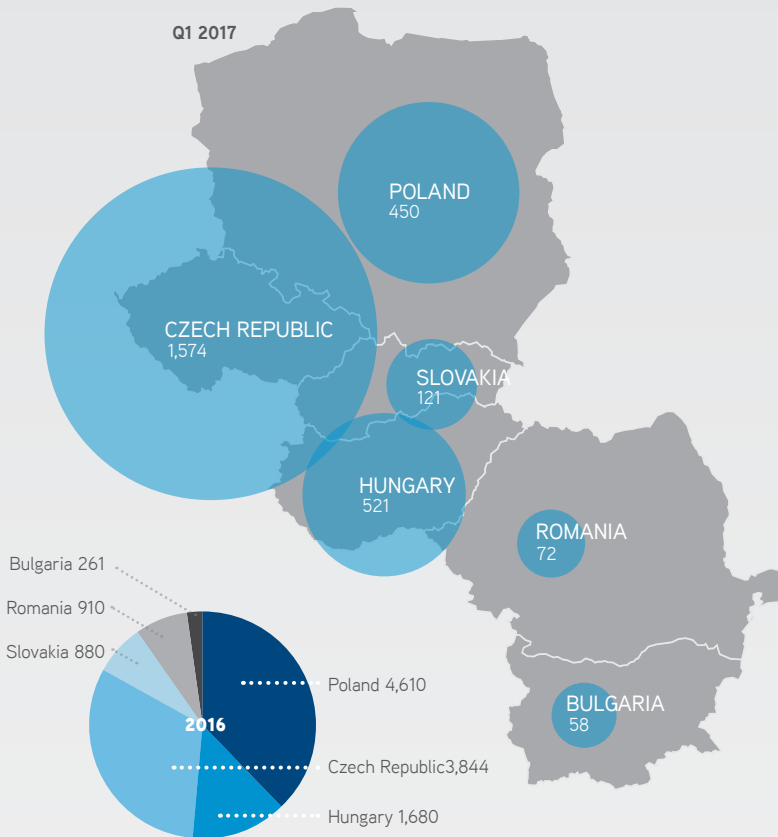 Q1 2017
POLAND
450
CZECH REPUBLIC
1,574
SLOVAKIA
121
HUNGARY
521
ROMANIA
72
BULGARIA
58
Bulgaria 261
Romania 910
Slovakia 880
2016
Poland 4,610
Czech Republic3,844
Hungary 1,680